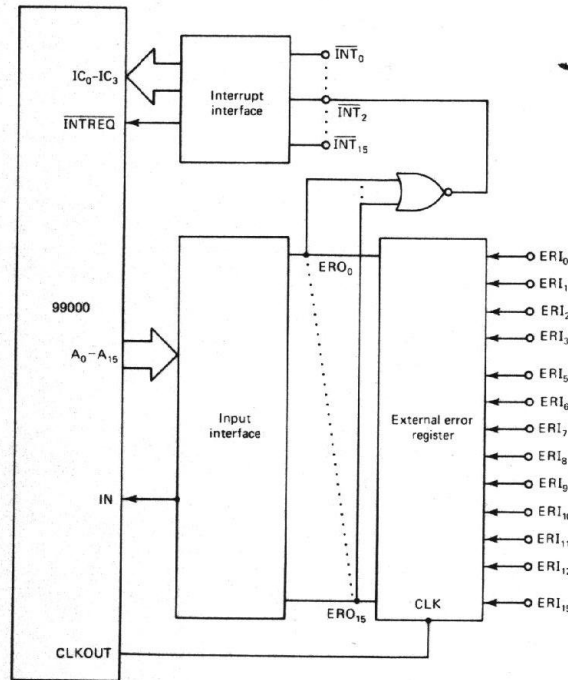 INT₀
IC₀–IC₃
Interrupt
interface
INT₂
INTREQ
INT₁₅
ERI₀
ERO₀
ERI₁
99000
ERI₂
ERI₃
A₀–A₁₅
ERI₅
ERI₆
Input
interface
External error
register
ERI₇
ERI₈
ERI₉
IN
ERI₁₀
ERI₁₁
ERI₁₂
CLK
ERI₁₅
ERO₁₅
CLKOUT